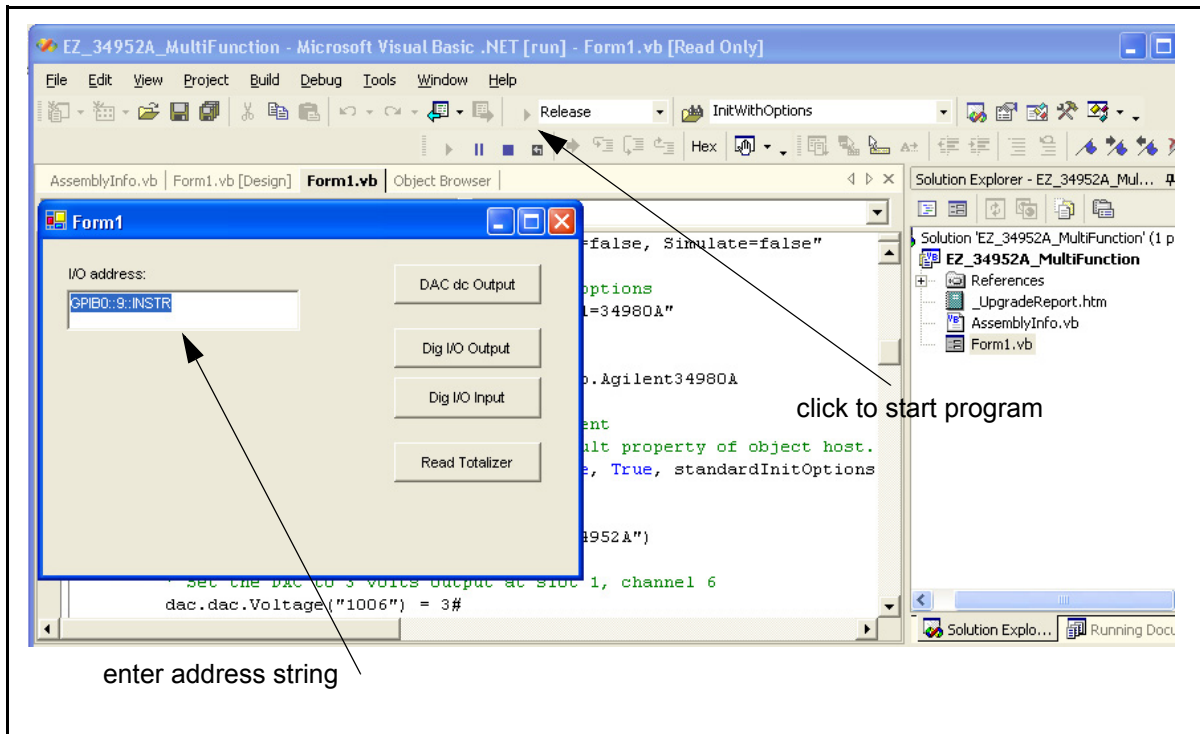 EZ_34952A_MultiFunction - Microsoft Visual Basic .NET [run] - Form1.vb [Read Only]
File Edit View Project Build Debug Tools Window Help
Release InitWithOptions
Hex
AssemblyInfo.vb Form1.vb [Design] Form1.vb Object Browser
Solution Explorer - EZ_34952A_Mul...
Form1
I/O address:
GPIB0::9::INSTR
DAC dc Output
Dig I/O Output
Dig I/O Input
Read Totalizer
=false, Simulate=false"
options
1=34980A"
p.Agilent34980A
ent
ult property of object host.
e, True, standardInitOptions
4952A")
' Set the DAC to 3 volts output at slot 1, channel 6
dac.dac.Voltage("1006") = 3#
Solution 'EZ_34952A_MultiFunction' (1 p
EZ_34952A_MultiFunction
References
_UpgradeReport.htm
AssemblyInfo.vb
Form1.vb
Solution Explo... Running Docu
click to start program
enter address string